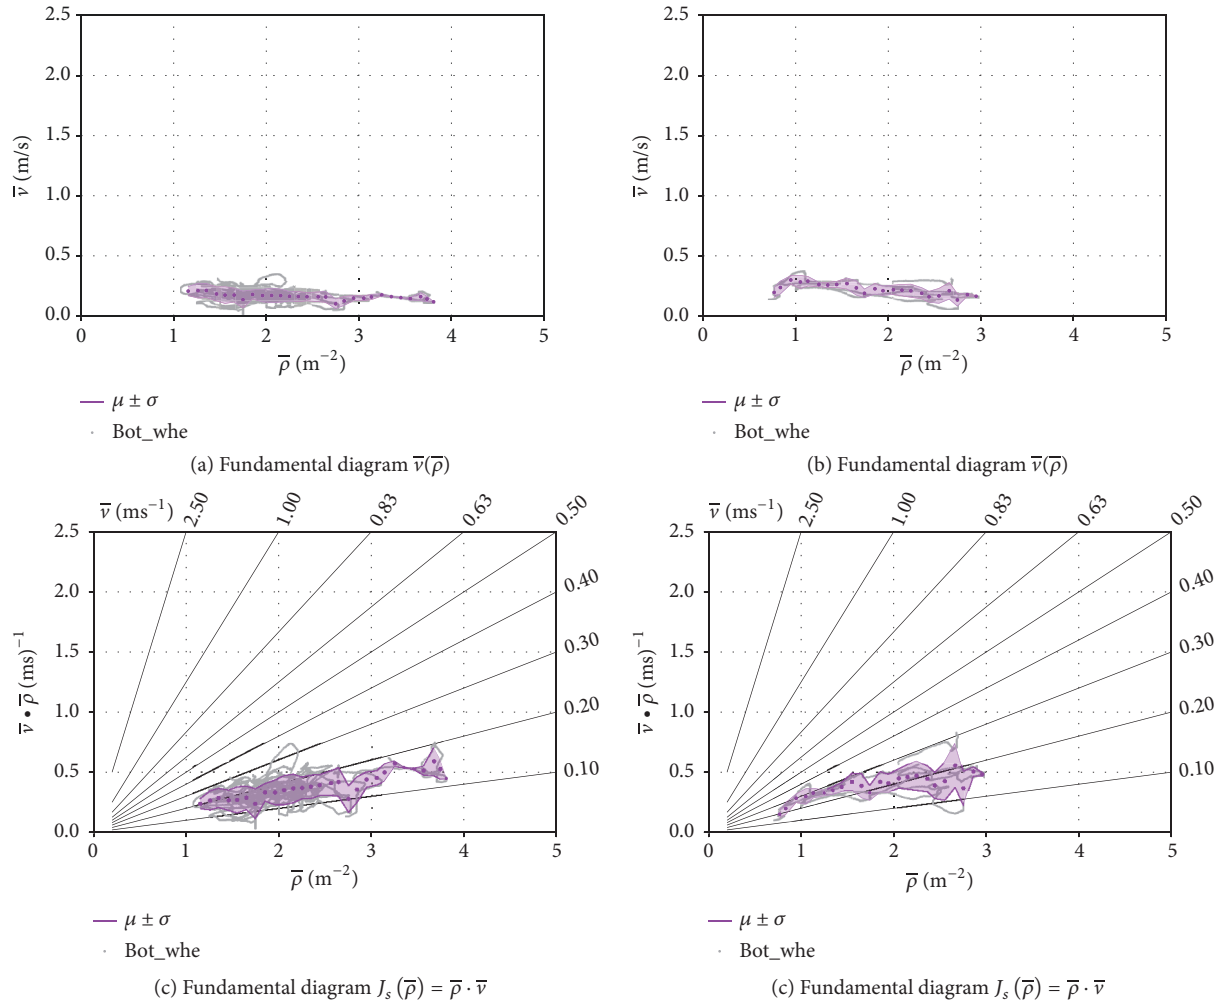 2.5 2.5
2.0 2.0
1.5 1.5
v̅ (m/s) v̅ (m/s)
1.0 1.0
0.5 0.5
0.0 0.0
0 1 2 3 4 5 0 1 2 3 4 5
ρ̅ (m⁻²) ρ̅ (m⁻²)
μ ± σ μ ± σ
Bot_whe Bot_whe
(a) Fundamental diagram v̅(ρ̅) (b) Fundamental diagram v̅(ρ̅)
v̅ (ms⁻¹) 2.50 1.00 0.83 0.63 0.50 v̅ (ms⁻¹) 2.50 1.00 0.83 0.63 0.50
2.5 2.5
0.40 0.40
2.0 2.0
0.30 0.30
1.5 1.5
v̅ • ρ̅ (ms)⁻¹ v̅ • ρ̅ (ms)⁻¹
0.20 0.20
1.0 1.0
0.10 0.10
0.5 0.5
0.0 0.0
0 1 2 3 4 5 0 1 2 3 4 5
ρ̅ (m⁻²) ρ̅ (m⁻²)
μ ± σ μ ± σ
Bot_whe Bot_whe
(c) Fundamental diagram Jₛ (ρ̅) = ρ̅ · v̅ (c) Fundamental diagram Jₛ (ρ̅) = ρ̅ · v̅